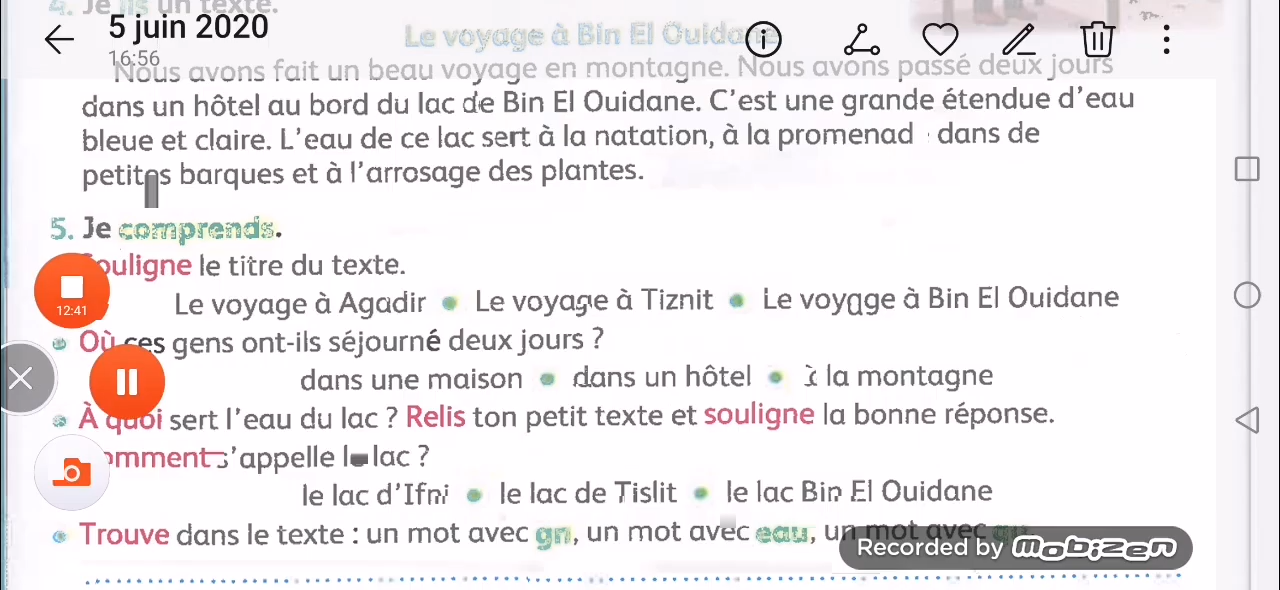 4. Je lis un texte.
5 juin 2020
16:56
Le voyage à Bin El Ouidane
Nous avons fait un beau voyage en montagne. Nous avons passé deux jours
dans un hôtel au bord du lac de Bin El Ouidane. C'est une grande étendue d'eau
bleue et claire. L'eau de ce lac sert à la natation, à la promenad dans de
petites barques et à l'arrosage des plantes.
5. Je comprends.
Souligne le titre du texte.
12:41
Le voyage à Agadir • Le voyage à Tiznit • Le voyage à Bin El Ouidane
Où ces gens ont-ils séjourné deux jours ?
dans une maison • dans un hôtel • à la montagne
À quoi sert l'eau du lac ? Relis ton petit texte et souligne la bonne réponse.
omment s'appelle le lac ?
le lac d'Ifni • le lac de Tislit • le lac Bin El Ouidane
Trouve dans le texte : un mot avec gn, un mot avec eau, un mot avec
Recorded by Mobizen